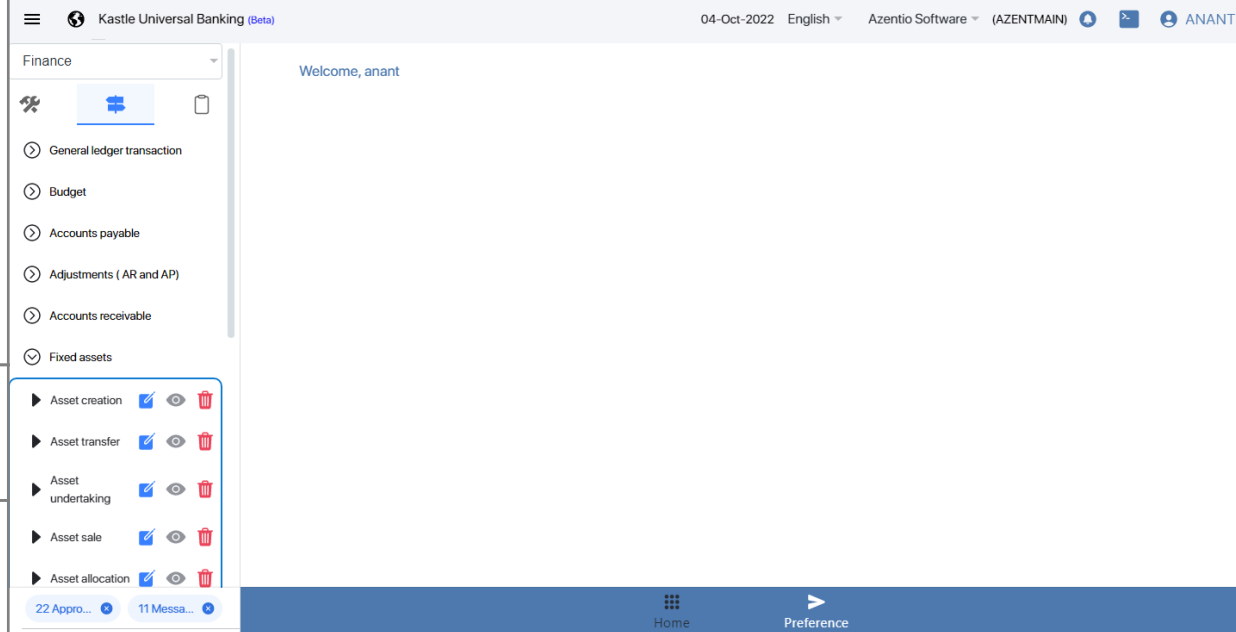 Kastle Universal Banking (Beta)
04-Oct-2022 English Azentio Software (AZENTMAIN) ANANT
Finance
Welcome, anant
General ledger transaction
Budget
Accounts payable
Adjustments ( AR and AP)
Accounts receivable
Fixed assets
Asset creation
Asset transfer
Asset
undertaking
Asset sale
Asset allocation
22 Appro... 11 Messa...
Home
Preference